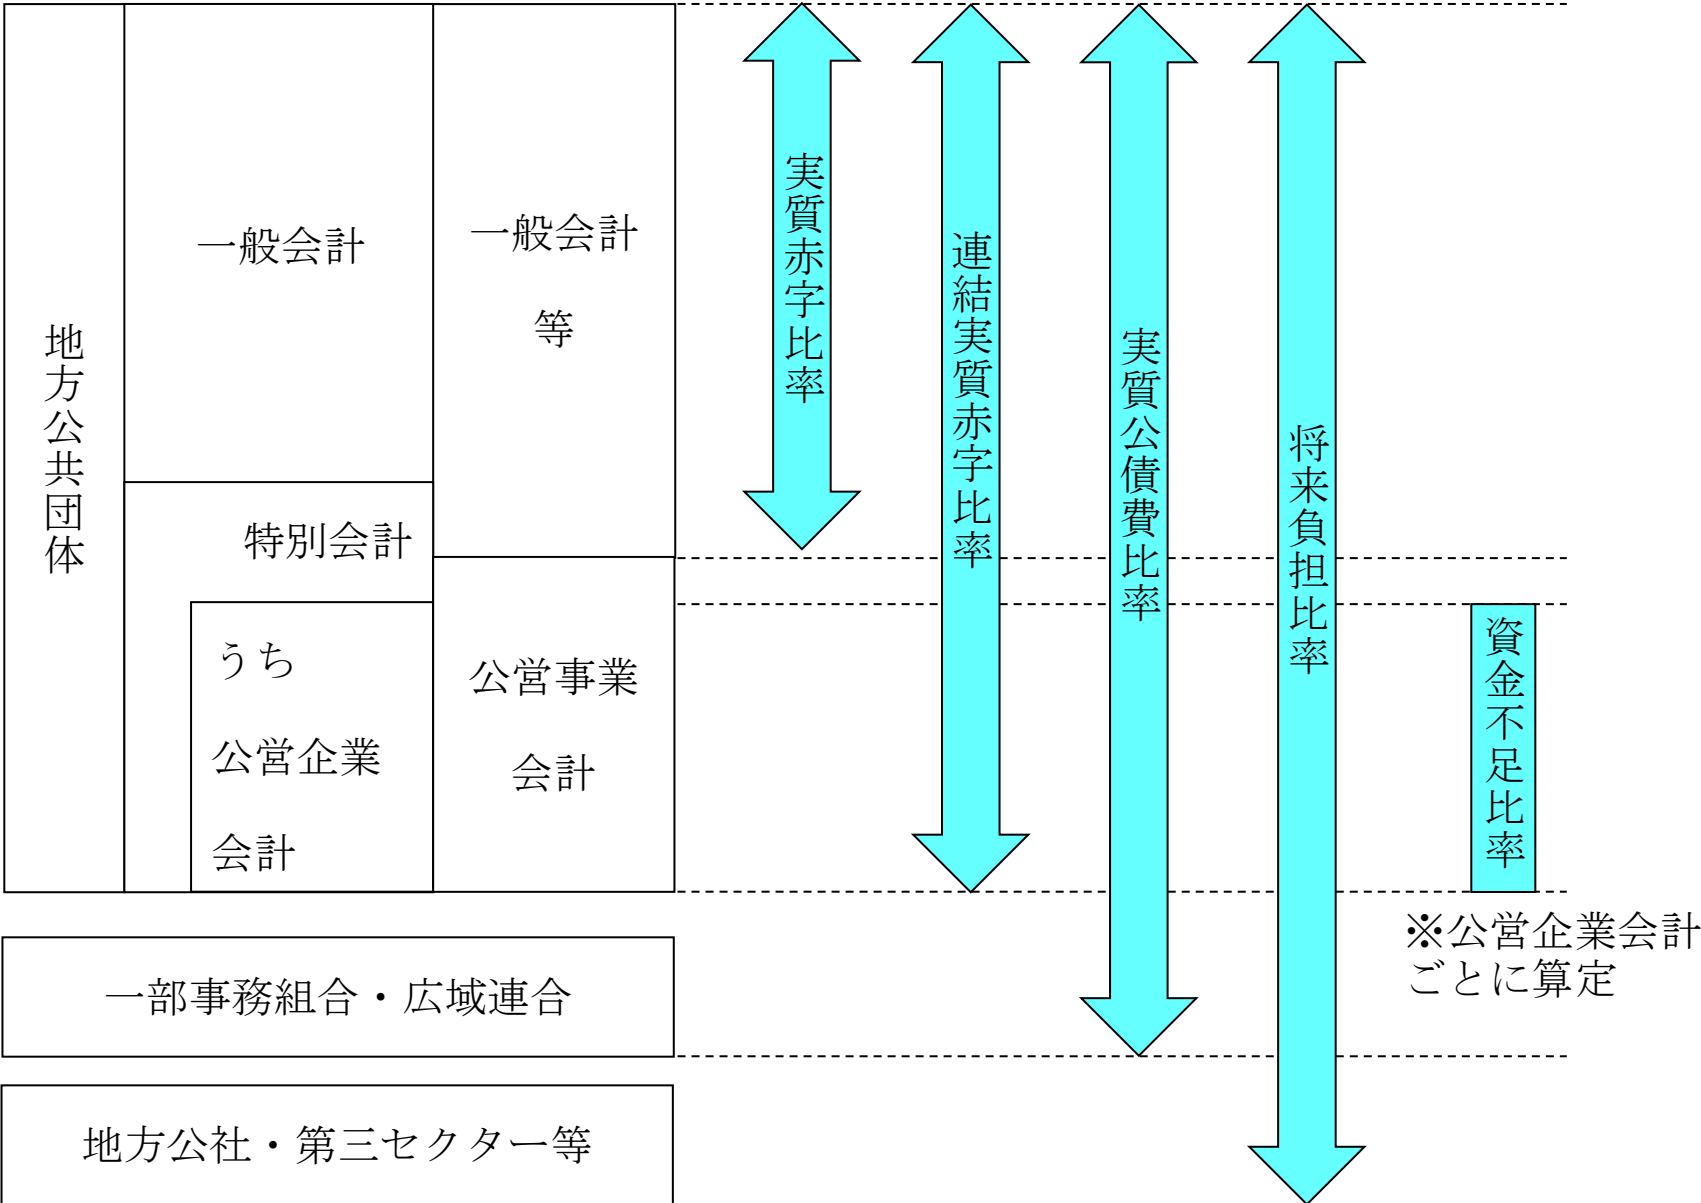 地方公共団体
一般会計
特別会計
うち
公営企業
会計
一般会計
等
公営事業
会計
実質赤字比率
連結実質赤字比率
実質公債費比率
将来負担比率
資金不足比率
※公営企業会計
ごとに算定
一部事務組合・広域連合
地方公社・第三セクター等